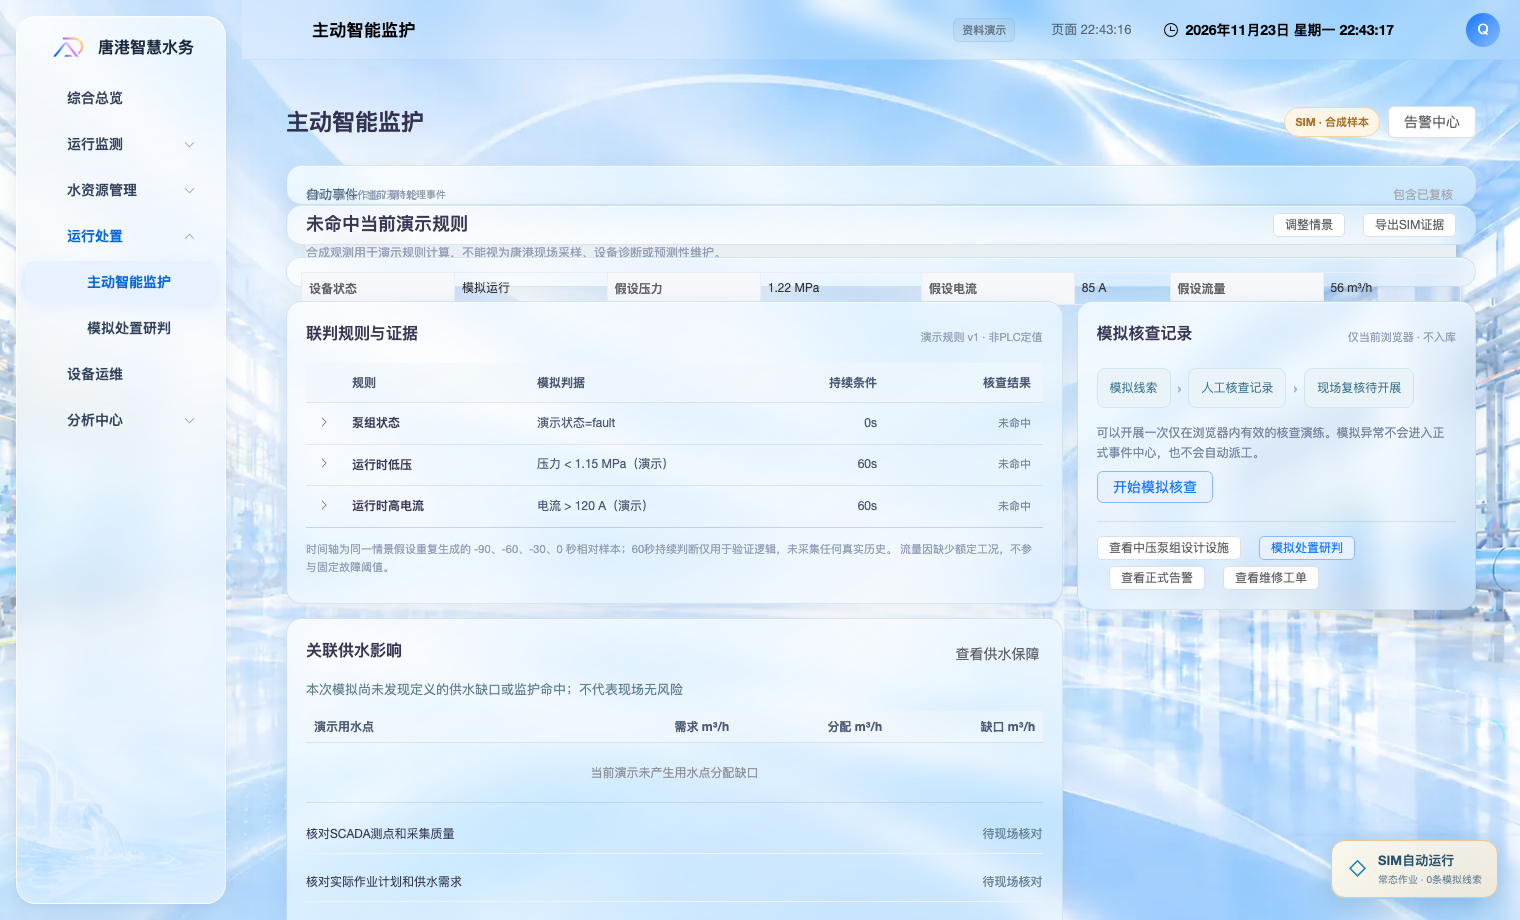 唐港智慧水务
主动智能监护
资料演示
页面 22:43:16
2026年11月23日 星期一 22:43:17
Q
综合总览
运行监测
水资源管理
运行处置
主动智能监护
模拟处置研判
设备运维
分析中心
主动智能监护
SIM · 合成样本
告警中心
自动事件
包含已复核
未命中当前演示规则
调整情景
导出SIM证据
合成观测用于演示规则计算，不能视为唐港现场采样、设备诊断或预测性维护。
设备状态 模拟运行 假设压力 1.22 MPa 假设电流 85 A 假设流量 56 m³/h
联判规则与证据
演示规则 v1 · 非PLC定值
规则 模拟判据 持续条件 核查结果
泵组状态 演示状态=fault 0s 未命中
运行时低压 压力 < 1.15 MPa（演示） 60s 未命中
运行时高电流 电流 > 120 A（演示） 60s 未命中
时间轴为同一情景假设重复生成的 -90、-60、-30、0 秒相对样本；60秒持续判断仅用于验证逻辑，未采集任何真实历史。 流量因缺少额定工况，不参
与固定故障阈值。
模拟核查记录
仅当前浏览器 · 不入库
模拟线索 › 人工核查记录 › 现场复核待开展
可以开展一次仅在浏览器内有效的核查演练。模拟异常不会进入正
式事件中心，也不会自动派工。
开始模拟核查
查看中压泵组设计设施
模拟处置研判
查看正式告警
查看维修工单
关联供水影响
查看供水保障
本次模拟尚未发现定义的供水缺口或监护命中；不代表现场无风险
演示用水点 需求 m³/h 分配 m³/h 缺口 m³/h
当前演示未产生用水点分配缺口
核对SCADA测点和采集质量 待现场核对
核对实际作业计划和供水需求 待现场核对
SIM自动运行
常态作业 · 0条模拟线索